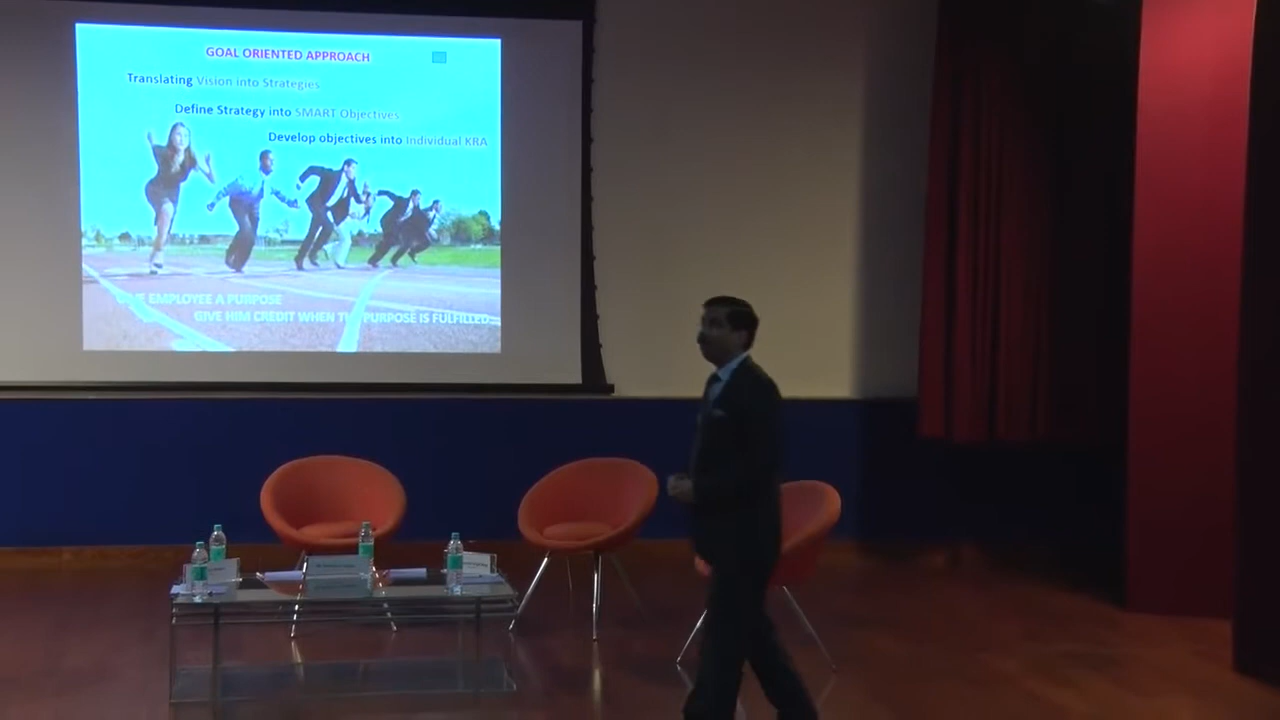 GOAL ORIENTED APPROACH
Translating Vision into Strategies
Define Strategy into SMART Objectives
Develop objectives into Individual KRA
EMPLOYEE A PURPOSE
GIVE HIM CREDIT WHEN PURPOSE IS FULFILLED